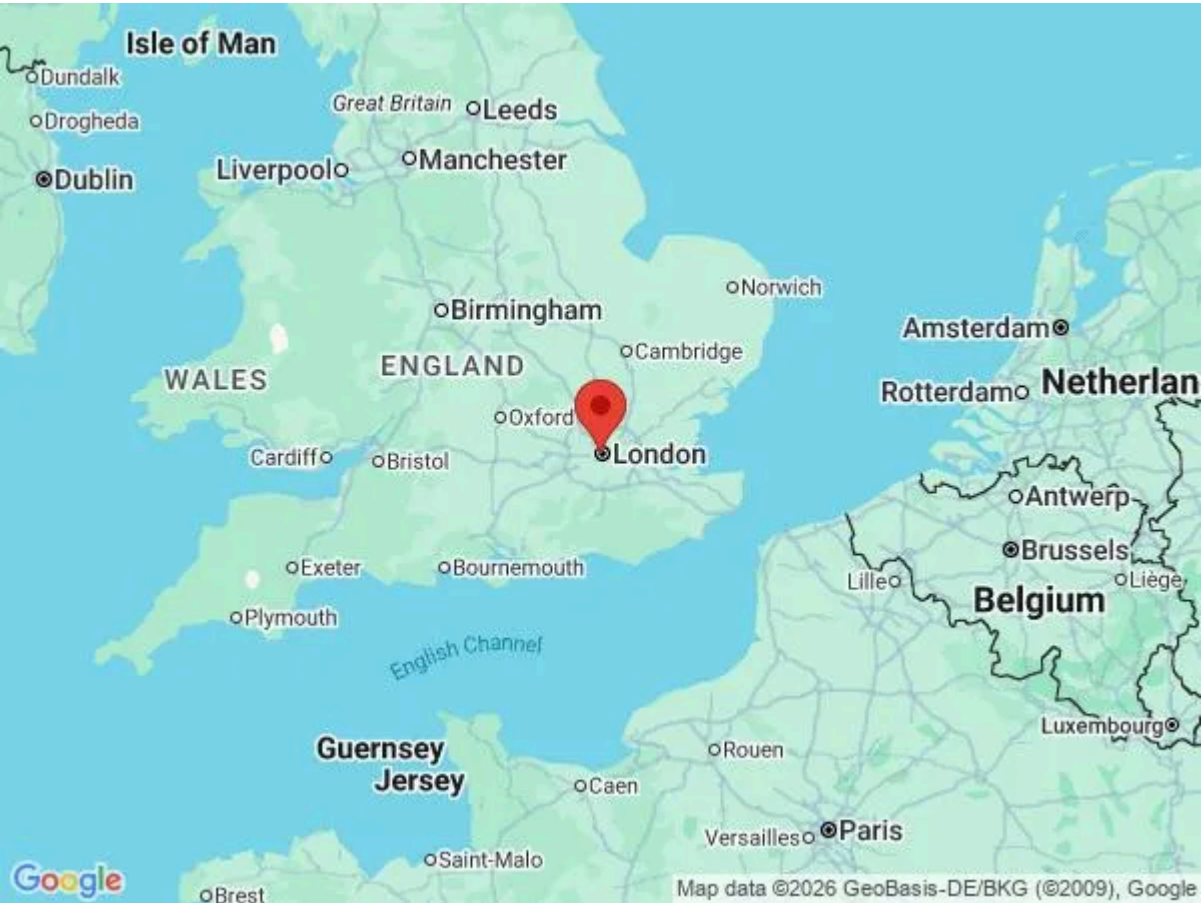 Isle of Man
Dundalk
Great Britain
Leeds
Drogheda
Manchester
Liverpool
Dublin
Norwich
Birmingham
Amsterdam
Cambridge
ENGLAND
WALES
Rotterdam
Netherlan
Oxford
London
Cardiff
Bristol
Antwerp
Brussels
Exeter
Bournemouth
Lille
Liège
Belgium
Plymouth
English Channel
Luxembourg
Guernsey
Rouen
Jersey
Caen
Versailles
Paris
Saint-Malo
Google
Brest
Map data ©2026 GeoBasis-DE/BKG (©2009), Google